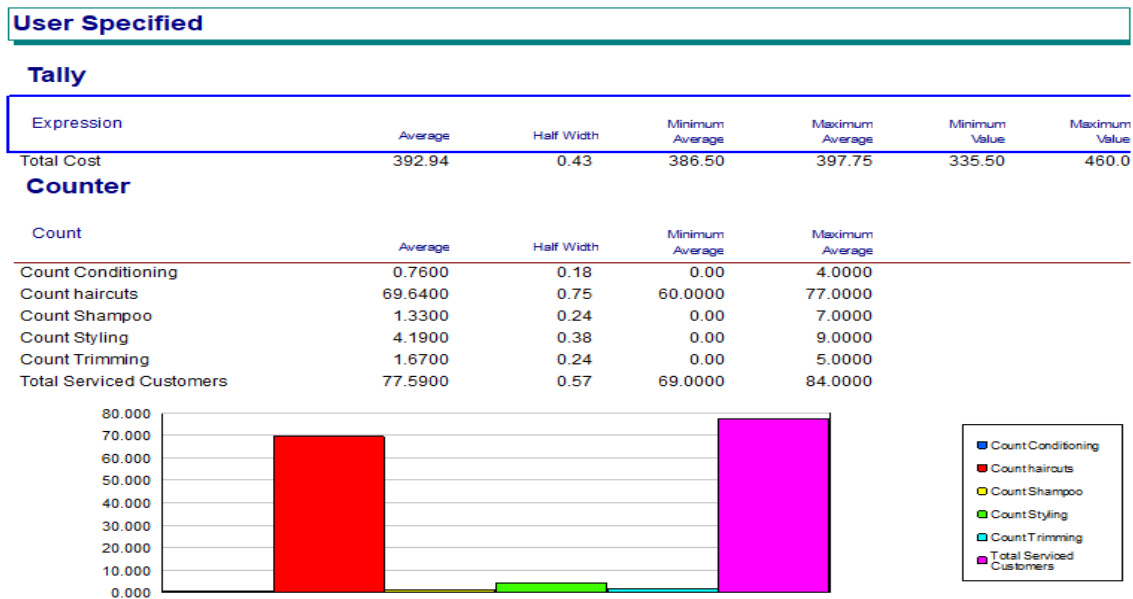 User Specified
Tally
Expression Average Half Width Minimum Average Maximum Average Minimum Value Maximum Value
Total Cost 392.94 0.43 386.50 397.75 335.50 460.0
Counter
Count Average Half Width Minimum Average Maximum Average
Count Conditioning 0.7600 0.18 0.00 4.0000
Count haircuts 69.6400 0.75 60.0000 77.0000
Count Shampoo 1.3300 0.24 0.00 7.0000
Count Styling 4.1900 0.38 0.00 9.0000
Count Trimming 1.6700 0.24 0.00 5.0000
Total Serviced Customers 77.5900 0.57 69.0000 84.0000
80.000
70.000
60.000
50.000
40.000
30.000
20.000
10.000
0.000
Count Conditioning
Count haircuts
Count Shampoo
Count Styling
Count Trimming
Total Serviced
Customers